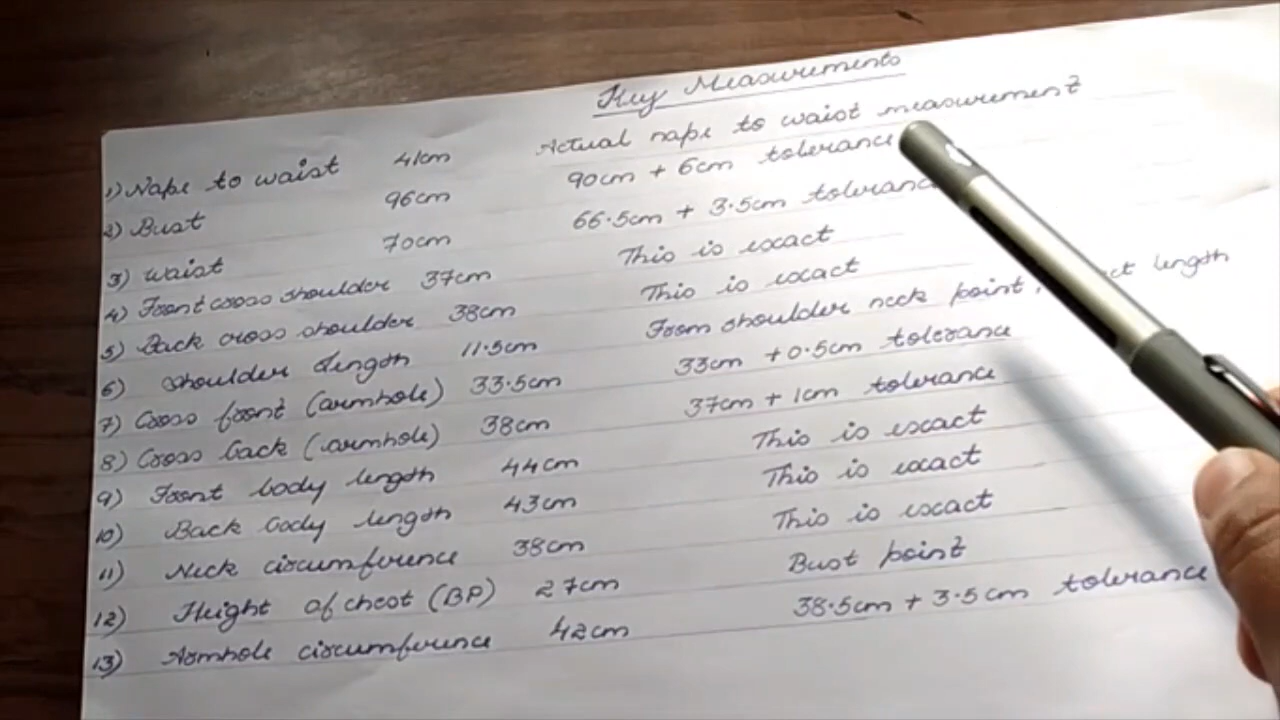 Key Measurements
1) Nape to waist 41cm Actual nape to waist measurement
2) Bust 96cm 90cm + 6cm tolerance
3) waist 70cm 66.5cm + 3.5cm tolerance
4) Front cross shoulder 37cm This is exact
5) Back cross shoulder 38cm This is exact
6) Shoulder length 11.5cm From shoulder neck point, length
7) Cross front (armhole) 33.5cm 33cm +0.5cm tolerance
8) Cross back (armhole) 38cm 37cm + 1cm tolerance
9) Front body length 44cm This is exact
10) Back body length 43cm This is exact
11) Neck circumference 38cm This is exact
12) Height of chest (BP) 27cm Bust point
13) Armhole circumference 42cm 38.5cm + 3.5cm tolerance